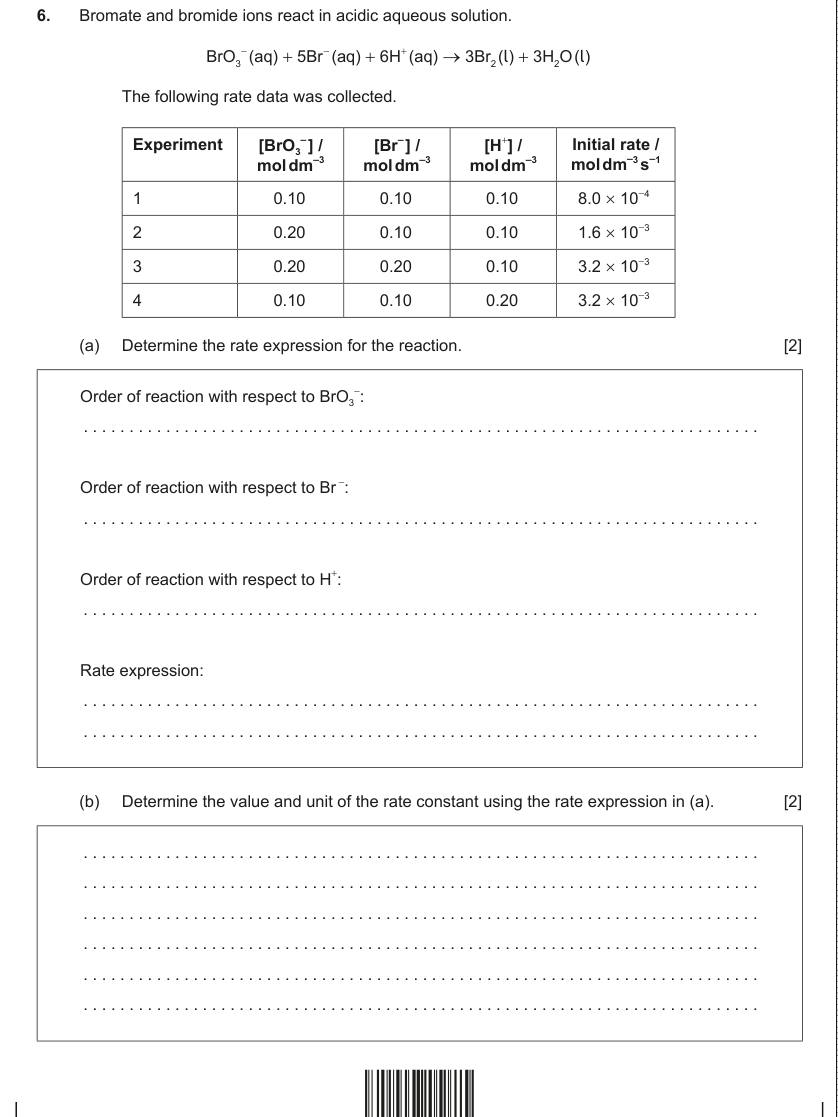 6. Bromate and bromide ions react in acidic aqueous solution.
BrO₃⁻(aq) + 5Br⁻(aq) + 6H⁺(aq) → 3Br₂(l) + 3H₂O(l)
The following rate data was collected.
Experiment [BrO₃⁻] / mol dm⁻³ [Br⁻] / mol dm⁻³ [H⁺] / mol dm⁻³ Initial rate / mol dm⁻³ s⁻¹
1 0.10 0.10 0.10 8.0 × 10⁻⁴
2 0.20 0.10 0.10 1.6 × 10⁻³
3 0.20 0.20 0.10 3.2 × 10⁻³
4 0.10 0.10 0.20 3.2 × 10⁻³
(a) Determine the rate expression for the reaction. [2]
Order of reaction with respect to BrO₃⁻:
Order of reaction with respect to Br⁻:
Order of reaction with respect to H⁺:
Rate expression:
(b) Determine the value and unit of the rate constant using the rate expression in (a). [2]